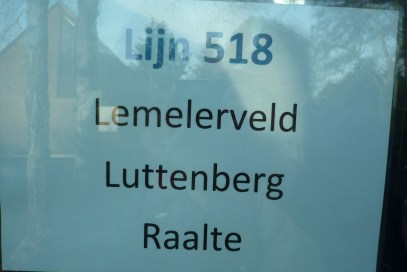 Lijn 518
Lemelerveld
Luttenberg
Raalte